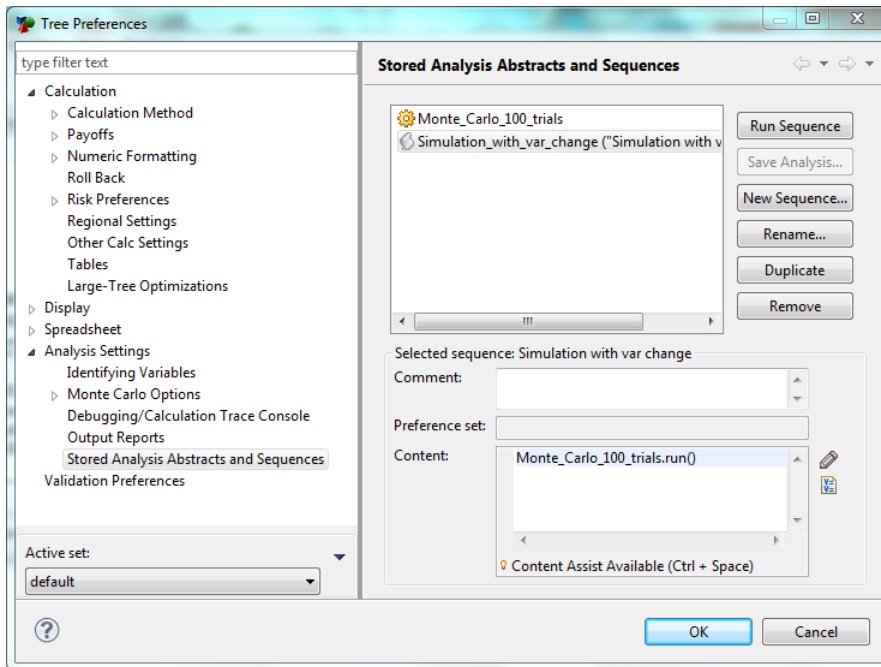 Tree Preferences
type filter text
Calculation
Calculation Method
Payoffs
Numeric Formatting
Roll Back
Risk Preferences
Regional Settings
Other Calc Settings
Tables
Large-Tree Optimizations
Display
Spreadsheet
Analysis Settings
Identifying Variables
Monte Carlo Options
Debugging/Calculation Trace Console
Output Reports
Stored Analysis Abstracts and Sequences
Validation Preferences
Active set:
default
Stored Analysis Abstracts and Sequences
Monte_Carlo_100_trials
Simulation_with_var_change ("Simulation with v
Run Sequence
Save Analysis...
New Sequence...
Rename...
Duplicate
Remove
Selected sequence: Simulation with var change
Comment:
Preference set:
Content:
Monte_Carlo_100_trials.run()
Content Assist Available (Ctrl + Space)
OK
Cancel